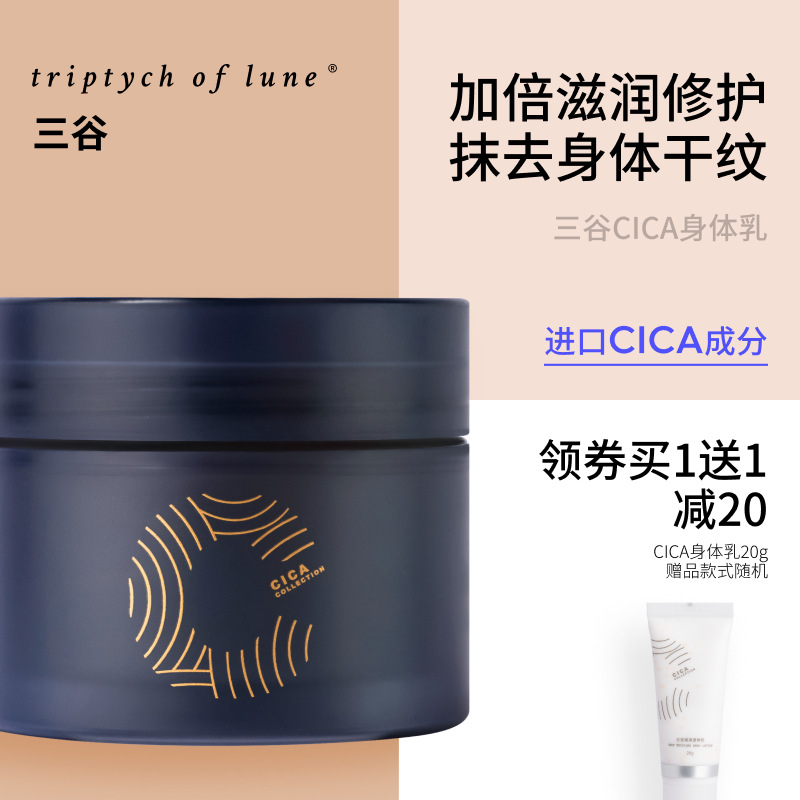 triptych of lune®
三谷
加倍滋润修护
抹去身体干纹
三谷CICA身体乳
进口CICA成分
领券买1送1
减20
CICA身体乳20g
赠品款式随机
CICA
COLLECTION
CICA
COLLECTION
20g